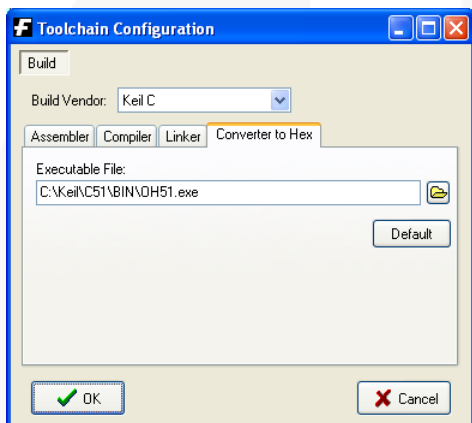 Toolchain Configuration
Build
Build Vendor: Keil C
Assembler Compiler Linker Converter to Hex
Executable File:
C:\Keil\C51\BIN\OH51.exe
Default
OK Cancel